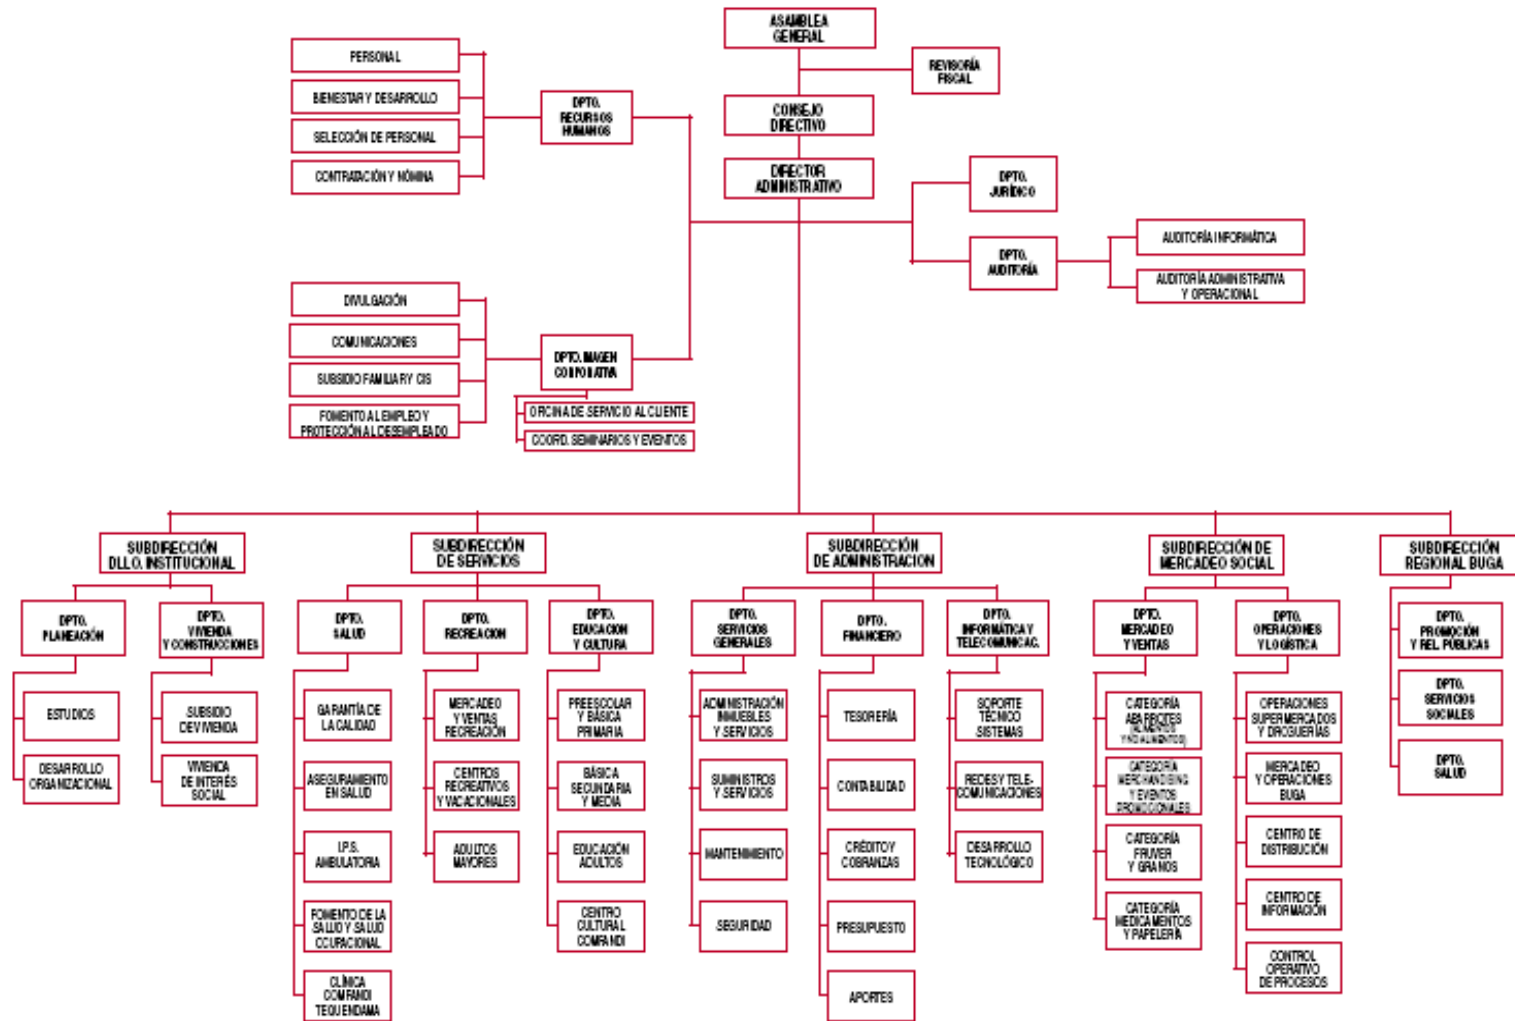 ASAMBLEA
GENERAL
REVISORÍA
FISCAL
CONSEJO
DIRECTIVO
DIRECTOR
ADMINISTRATIVO
PERSONAL
BIENESTAR Y DESARROLLO
SELECCIÓN DE PERSONAL
CONTRATACIÓN Y NÓMINA
DPTO.
RECURSOS
HUMANOS
DPTO.
JURÍDICO
DPTO.
AUDITORÍA
AUDITORÍA INFORMÁTICA
AUDITORÍA ADMINISTRATIVA
Y OPERACIONAL
DIVULGACIÓN
COMUNICACIONES
SUBSIDIO FAMILIAR Y CIS
FOMENTO AL EMPLEO Y
PROTECCIÓN AL DESEMPLEADO
DPTO. IMAGEN
CORPORATIVA
OFICINA DE SERVICIO AL CLIENTE
COORD. SEMINARIOS Y EVENTOS
SUBDIRECCIÓN
DLLO. INSTITUCIONAL
DPTO.
PLANEACIÓN
ESTUDIOS
DESARROLLO
ORGANIZACIONAL
DPTO.
VIVIENDA
Y CONSTRUCCIONES
SUBSIDIO
DE VIVIENDA
VIVIENDA
DE INTERÉS
SOCIAL
SUBDIRECCIÓN
DE SERVICIOS
DPTO.
SALUD
GARANTÍA DE
LA CALIDAD
ASEGURAMIENTO
EN SALUD
I.P.S.
AMBULATORIA
FOMENTO DE LA
SALUD Y SALUD
OCUPACIONAL
CLÍNICA
COMFANDI
TEQUENDAMA
DPTO.
RECREACION
MERCADEO
Y VENTAS
RECREACIÓN
CENTROS
RECREATIVOS
Y VACACIONALES
ADULTOS
MAYORES
DPTO.
EDUCACION
Y CULTURA
PREESCOLAR
Y BÁSICA
PRIMARIA
BÁSICA
SECUNDARIA
Y MEDIA
EDUCACIÓN
ADULTOS
CENTRO
CULTURAL
COMFANDI
SUBDIRECCIÓN
DE ADMINISTRACION
DPTO.
SERVICIOS
GENERALES
ADMINISTRACIÓN
INMUEBLES
Y SERVICIOS
SUMINISTROS
Y SERVICIOS
MANTENIMIENTO
SEGURIDAD
DPTO.
FINANCIERO
TESORERÍA
CONTABILIDAD
CRÉDITO Y
COBRANZAS
PRESUPUESTO
APORTES
DPTO.
INFORMÁTICA Y
TELECOMUNICAC.
SOPORTE
TÉCNICO
SISTEMAS
REDES Y TELE-
COMUNICACIONES
DESARROLLO
TECNOLÓGICO
SUBDIRECCIÓN DE
MERCADEO SOCIAL
DPTO.
MERCADEO
Y VENTAS
CATEGORÍA
ABARROTES
(ALIMENTOS
Y NO ALIMENTOS)
CATEGORÍA
MERCHANDISING
Y EVENTOS
PROMOCIONALES
CATEGORÍA
FRUVER
Y GRANOS
CATEGORÍA
MEDICAMENTOS
Y PAPELERÍA
DPTO.
OPERACIONES
Y LOGÍSTICA
OPERACIONES
SUPERMERCADOS
Y DROGUERÍAS
MERCADEO
Y OPERACIONES
BUGA
CENTRO DE
DISTRIBUCIÓN
CENTRO DE
INFORMACIÓN
CONTROL
OPERATIVO
DE PROCESOS
SUBDIRECCIÓN
REGIONAL BUGA
DPTO.
PROMOCIÓN
Y REL. PÚBLICAS
DPTO.
SERVICIOS
SOCIALES
DPTO.
SALUD